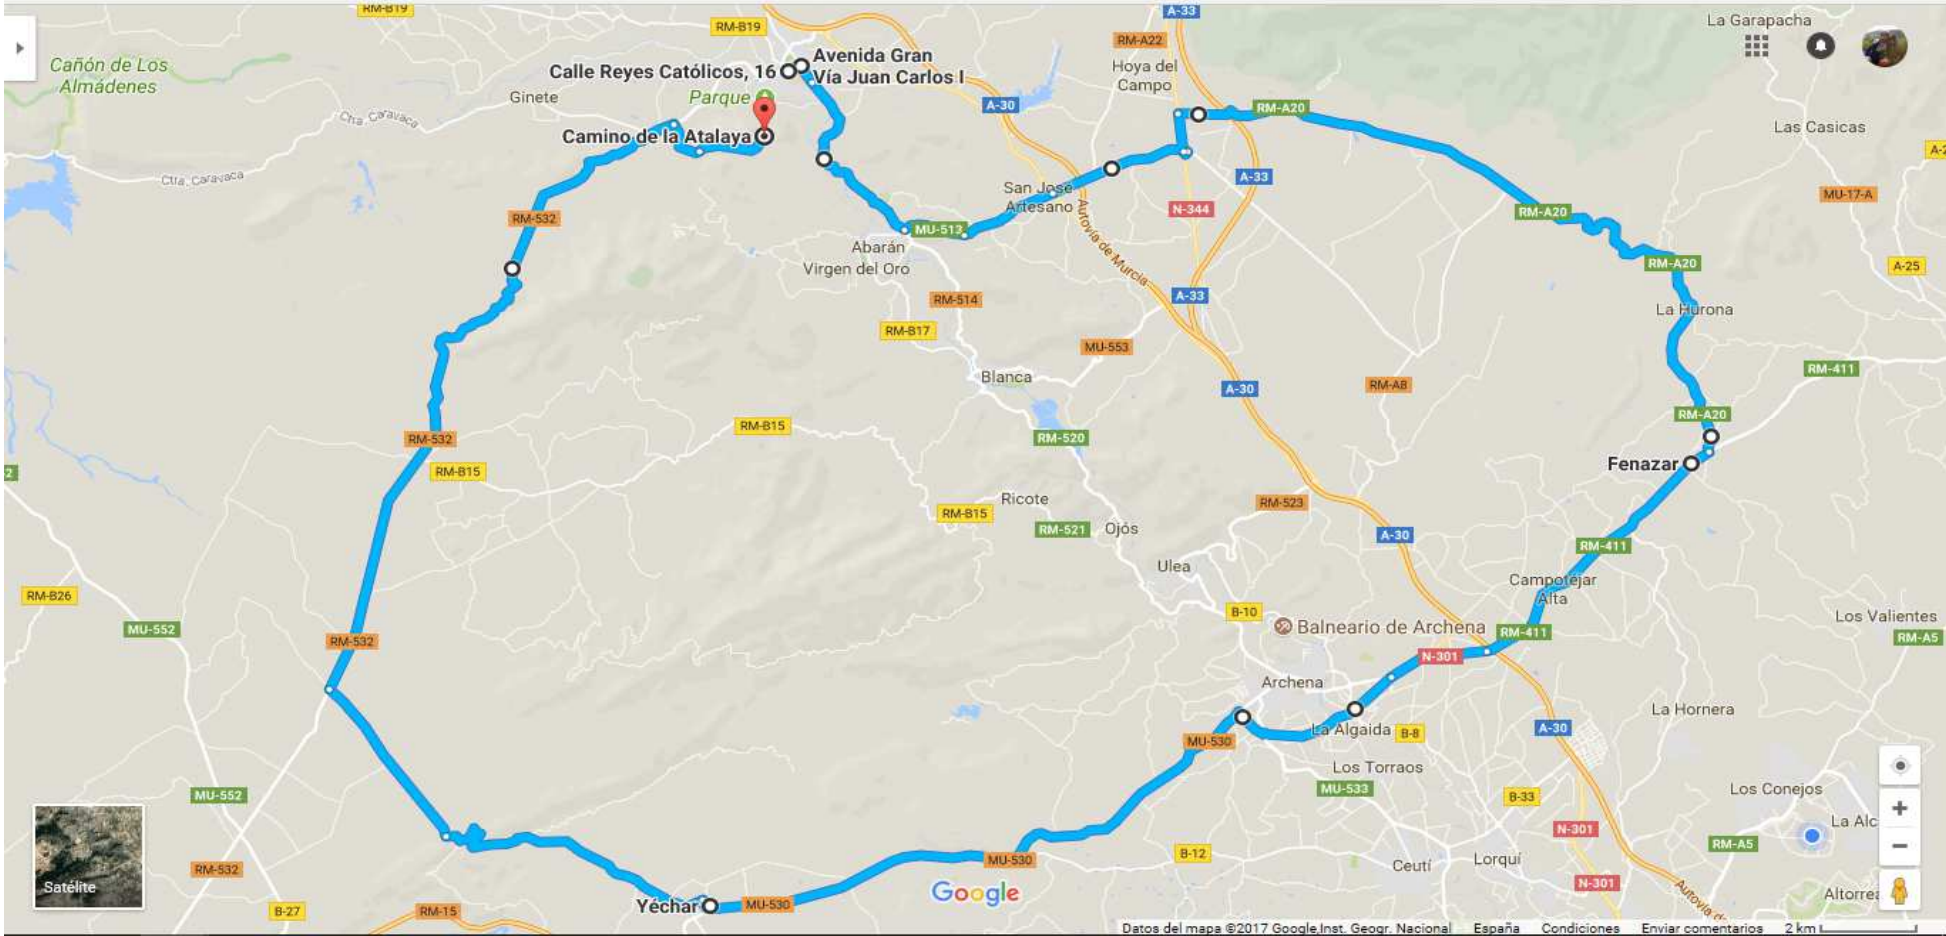 RM-B19
A-33
La Garapacha
RM-B19
RM-A22
Avenida Gran
Vía Juan Carlos I
Cañón de Los
Almádenes
Calle Reyes Católicos, 16
Hoya del
Campo
Ginete
Parque
A-30
RM-A20
Ctra. Caravaca
Las Casicas
Camino de la Atalaya
Ctra. Caravaca
A-33
San José
Artesano
MU-17-A
RM-532
N-344
RM-A20
MU-513
Abarán
Virgen del Oro
Autovía de Murcia
RM-A20
A-25
RM-514
A-33
La Hurona
RM-B17
MU-553
RM-411
Blanca
A-30
RM-A8
RM-A20
RM-B15
RM-520
RM-532
RM-B15
Fenazar
2
Ricote
RM-523
RM-B15
RM-521
Ojós
A-30
RM-411
Ulea
Campotéjar
Alta
RM-B26
B-10
Los Valientes
MU-552
Balneario de Archena
RM-411
RM-A5
RM-532
N-301
Archena
La Hornera
La Algaida
B-8
A-30
MU-530
Los Torraos
MU-533
Los Conejos
MU-552
B-33
La Alc
N-301
RM-A5
MU-530
B-12
Ceutí
Lorquí
RM-532
Satélite
N-301
Google
Altorrea
Yéchar
MU-530
B-27
RM-15
Autovía de
Datos del mapa ©2017 Google,Inst. Geogr. Nacional España Condiciones Enviar comentarios 2 km